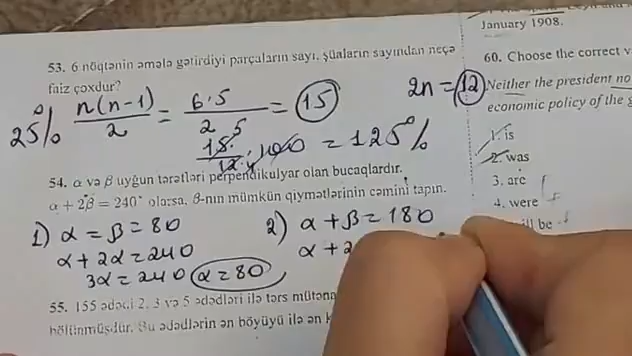 January 1908.
53. 6 nöqtənin əmələ gətirdiyi parçaların sayı, şüaların sayından neçə
faiz çoxdur?
25% n(n-1)/2 = 6·5/2 = 15
2n = 12
15/12 · 100 = 125%
54. α və β uyğun tərəfləri perpendikulyar olan bucaqlardır.
α + 2β = 240° olarsa, β-nın mümkün qiymətlərinin cəmini tapın.
1) α = β = 80
α + 2α = 240
3α = 240 α = 80
2) α + β = 180
α + 2
55. 155 ədədi 2, 3 və 5 ədədləri ilə tərs
bölünmüşdür. Bu ədədlərin ən böyüyü ilə ən
60. Choose the correct
Neither the president
economic policy of the
1. is
2. was
3. are
4. were
be